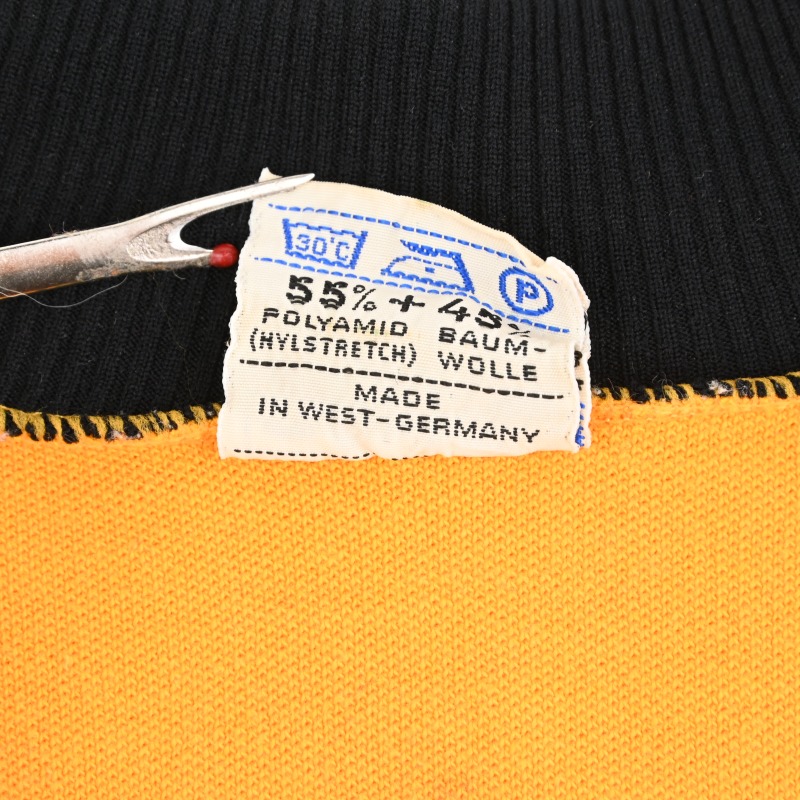 30°C P
55% + 45%
POLYAMID BAUM-
(HYLSTRETCH) WOLLE
MADE
IN WEST-GERMANY